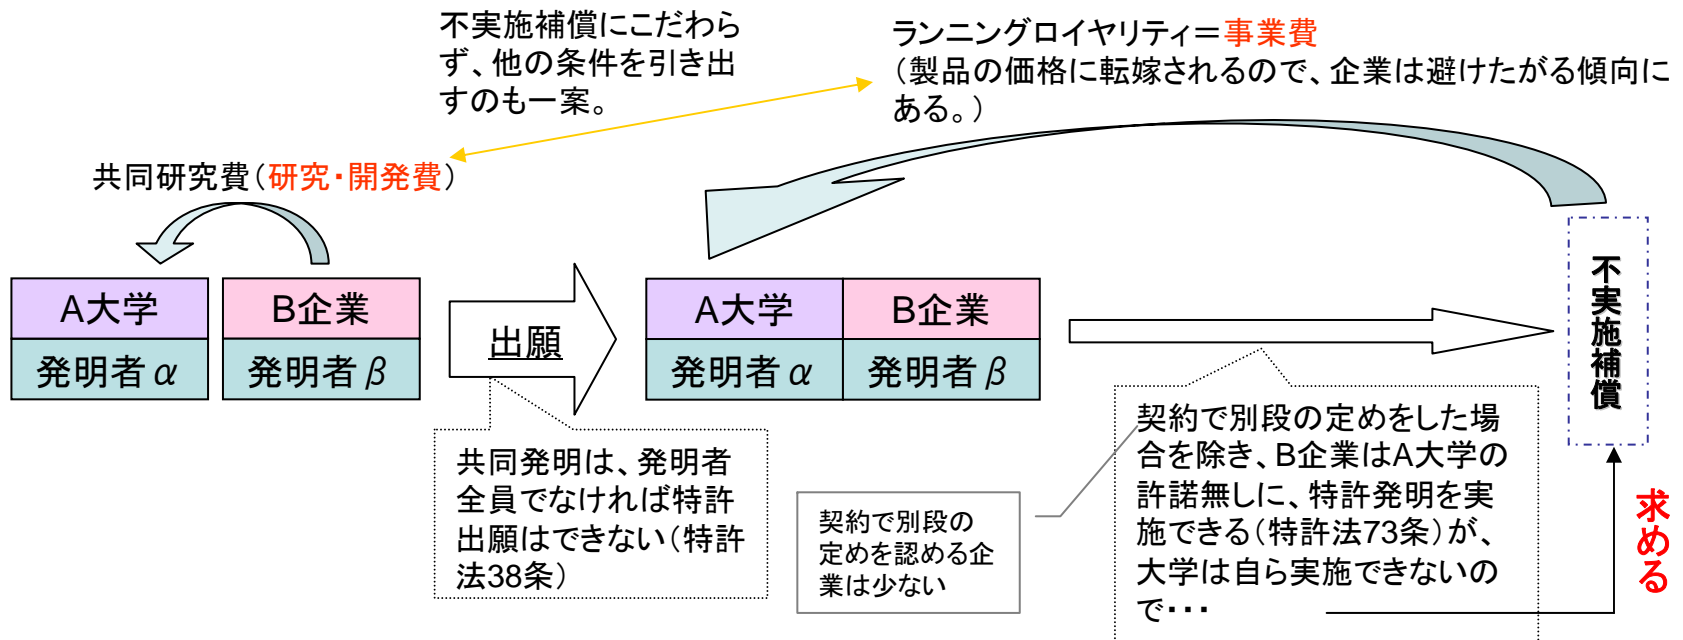 不実施補償にこだわら
ず、他の条件を引き出
すのも一案。
ランニングロイヤリティ＝事業費
（製品の価格に転嫁されるので、企業は避けたがる傾向に
ある。）
共同研究費（研究・開発費）
A大学
B企業
発明者α
発明者β
出願
A大学
B企業
発明者α
発明者β
不実施補償
共同発明は、発明者
全員でなければ特許
出願はできない（特許
法38条）
契約で別段の
定めを認める企
業は少ない
契約で別段の定めをした場
合を除き、B企業はA大学の
許諾無しに、特許発明を実
施できる（特許法73条）が、
大学は自ら実施できないの
で・・・
求める